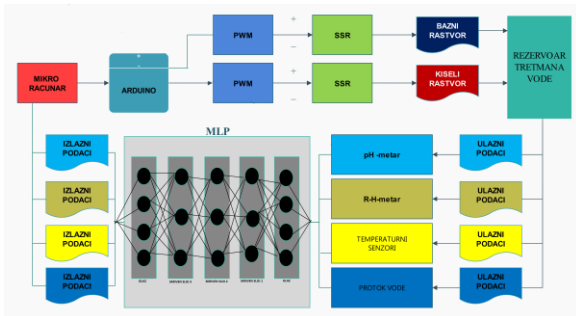 PWM
+
−
SSR
BAZNI
RASTVOR
REZERVOAR
TRETMANA
VODE
MIKRO
RACUNAR
ARDUINO
PWM
+
−
SSR
KISELI
RASTVOR
MLP
IZLAZNI
PODACI
pH -metar
ULAZNI
PODACI
IZLAZNI
PODACI
R-H-metar
ULAZNI
PODACI
IZLAZNI
PODACI
TEMPERATURNI
SENZORI
ULAZNI
PODACI
IZLAZNI
PODACI
PROTOK VODE
ULAZNI
PODACI